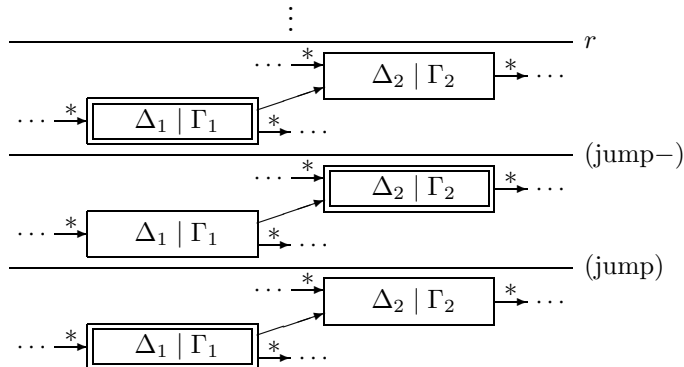 ⋮
r
⋯ * Δ₂ | Γ₂ * ⋯
⋯ * Δ₁ | Γ₁ * ⋯
(jump−)
⋯ * Δ₂ | Γ₂ * ⋯
⋯ * Δ₁ | Γ₁ * ⋯
(jump)
⋯ * Δ₂ | Γ₂ * ⋯
⋯ * Δ₁ | Γ₁ * ⋯